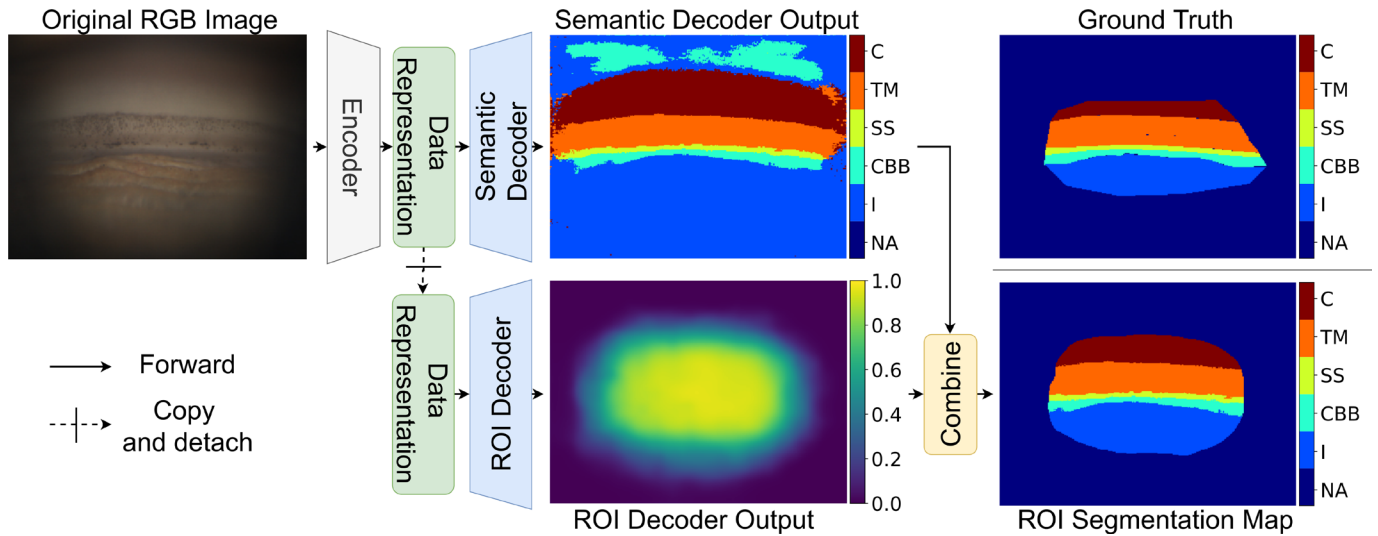 Original RGB Image
Encoder
Data
Representation
Semantic
Decoder
Semantic Decoder Output
C
TM
SS
CBB
I
NA
Ground Truth
C
TM
SS
CBB
I
NA
Forward
Copy
and detach
Data
Representation
ROI Decoder
1.0
0.8
0.6
0.4
0.2
0.0
ROI Decoder Output
Combine
C
TM
SS
CBB
I
NA
ROI Segmentation Map